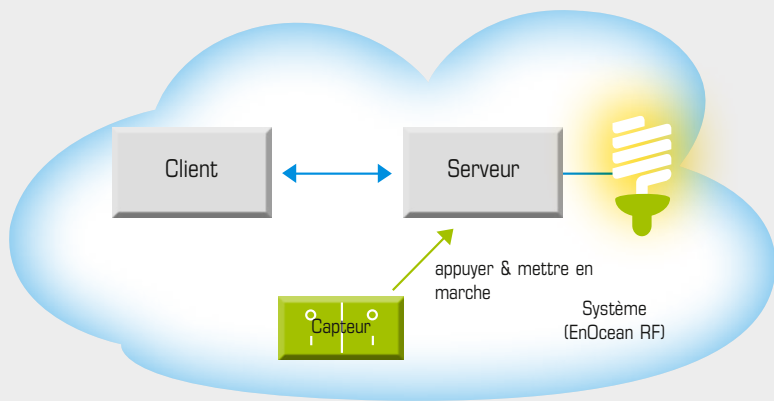 Client
Serveur
appuyer & mettre en
marche
Capteur
Système
(EnOcean RF)